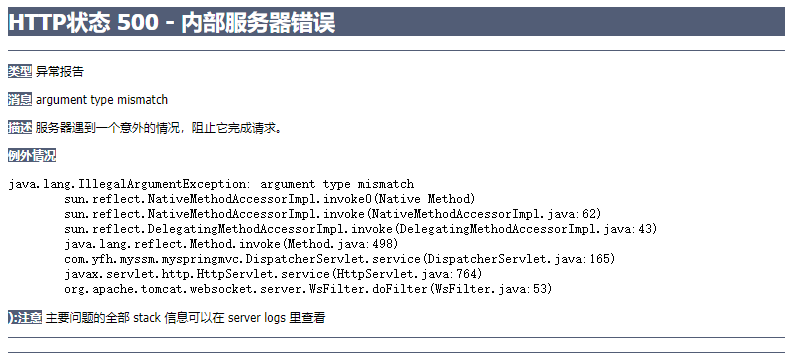 HTTP状态 500 - 内部服务器错误
类型 异常报告
消息 argument type mismatch
描述 服务器遇到一个意外的情况，阻止它完成请求。
例外情况
java.lang.IllegalArgumentException: argument type mismatch
sun.reflect.NativeMethodAccessorImpl.invoke0(Native Method)
sun.reflect.NativeMethodAccessorImpl.invoke(NativeMethodAccessorImpl.java:62)
sun.reflect.DelegatingMethodAccessorImpl.invoke(DelegatingMethodAccessorImpl.java:43)
java.lang.reflect.Method.invoke(Method.java:498)
com.yfh.myssm.myspringmvc.DispatcherServlet.service(DispatcherServlet.java:165)
javax.servlet.http.HttpServlet.service(HttpServlet.java:764)
org.apache.tomcat.websocket.server.WsFilter.doFilter(WsFilter.java:53)
):注意 主要问题的全部 stack 信息可以在 server logs 里查看